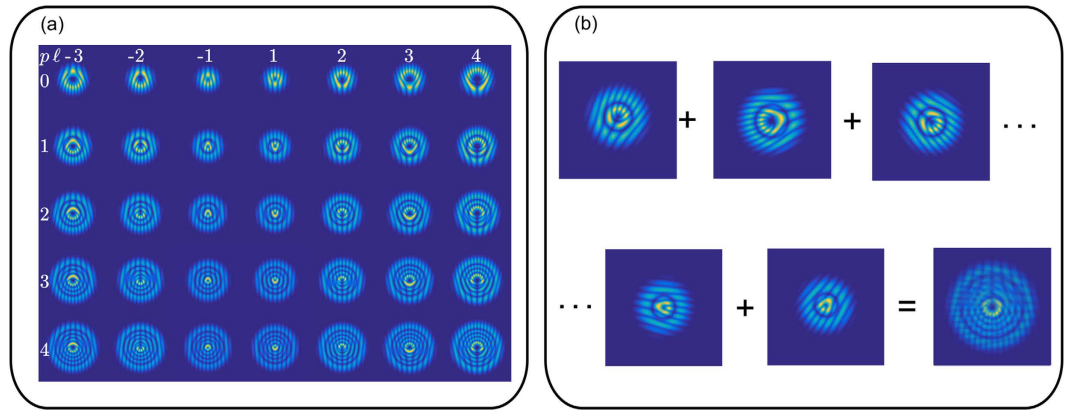 (a)
p ℓ -3 -2 -1 1 2 3 4
0
1
2
3
4
(b)
+ + ...
... + =